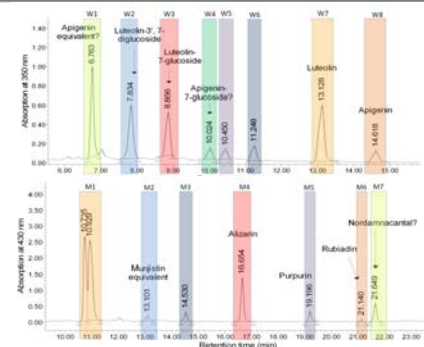 W1 W2 W3 W4 W5 W6 W7 W8
Apigenin equivalent?
Luteolin-3', 7-diglucoside
Luteolin-7-glucoside
Apigenin-7-glucoside?
Luteolin
Apigenin
6.763
7.834
8.866
10.024
10.450
11.248
13.128
14.618
Absorption at 350 nm
1.40
1.20
1.00
0.80
0.60
0.40
0.20
0.00
6.00 7.00 8.00 9.00 10.00 11.00 12.00 13.00 14.00
M1 M2 M3 M4 M5 M6 M7
Nordamnacantal?
Rubiadin
Alizarin
Purpurin
Munjistin equivalent
10.929
13.101
14.530
16.654
19.196
21.140
21.649
Absorption at 430 nm
4.00
3.50
3.00
2.50
2.00
1.50
1.00
0.50
0.00
10.00 11.00 12.00 13.00 14.00 15.00 16.00 17.00 18.00 19.00 20.00 21.00 22.00 23.00
Retention time (min)